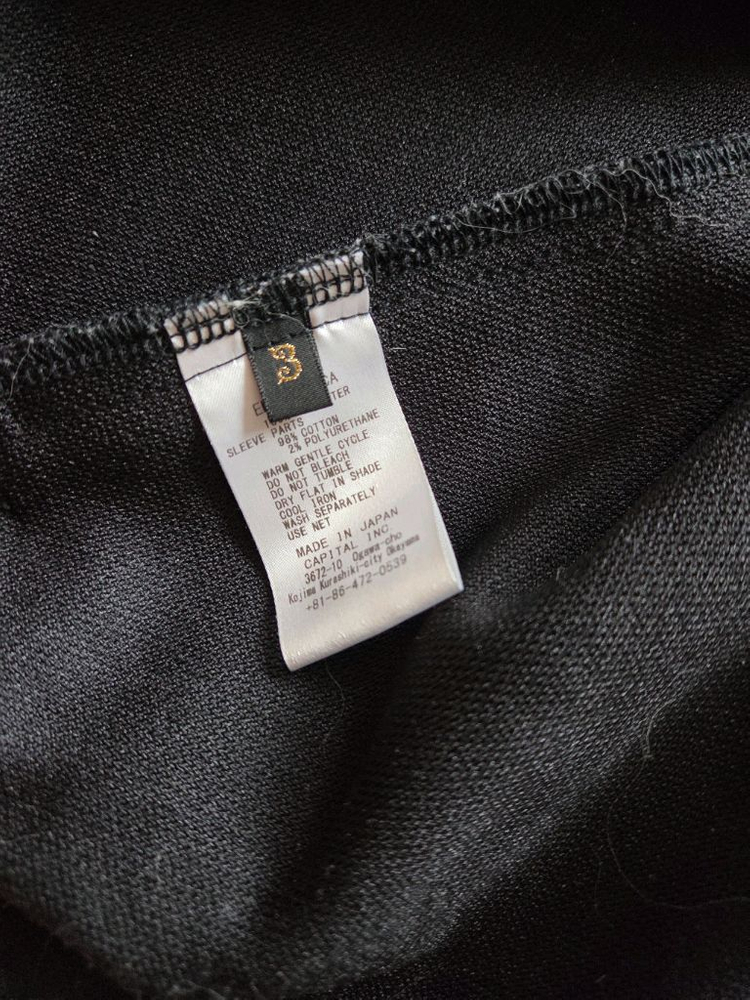 3
SLEEVE PARTS
98% COTTON
2% POLYURETHANE
WARM GENTLE CYCLE
DO NOT BLEACH
DO NOT TUMBLE
DRY FLAT IN SHADE
COOL IRON
WASH SEPARATELY
USE NET
MADE IN JAPAN
CAPITAL INC.
3672-10 Ogawa-cho
Kojima Kurashiki-city Okayama
+81-86-472-0539